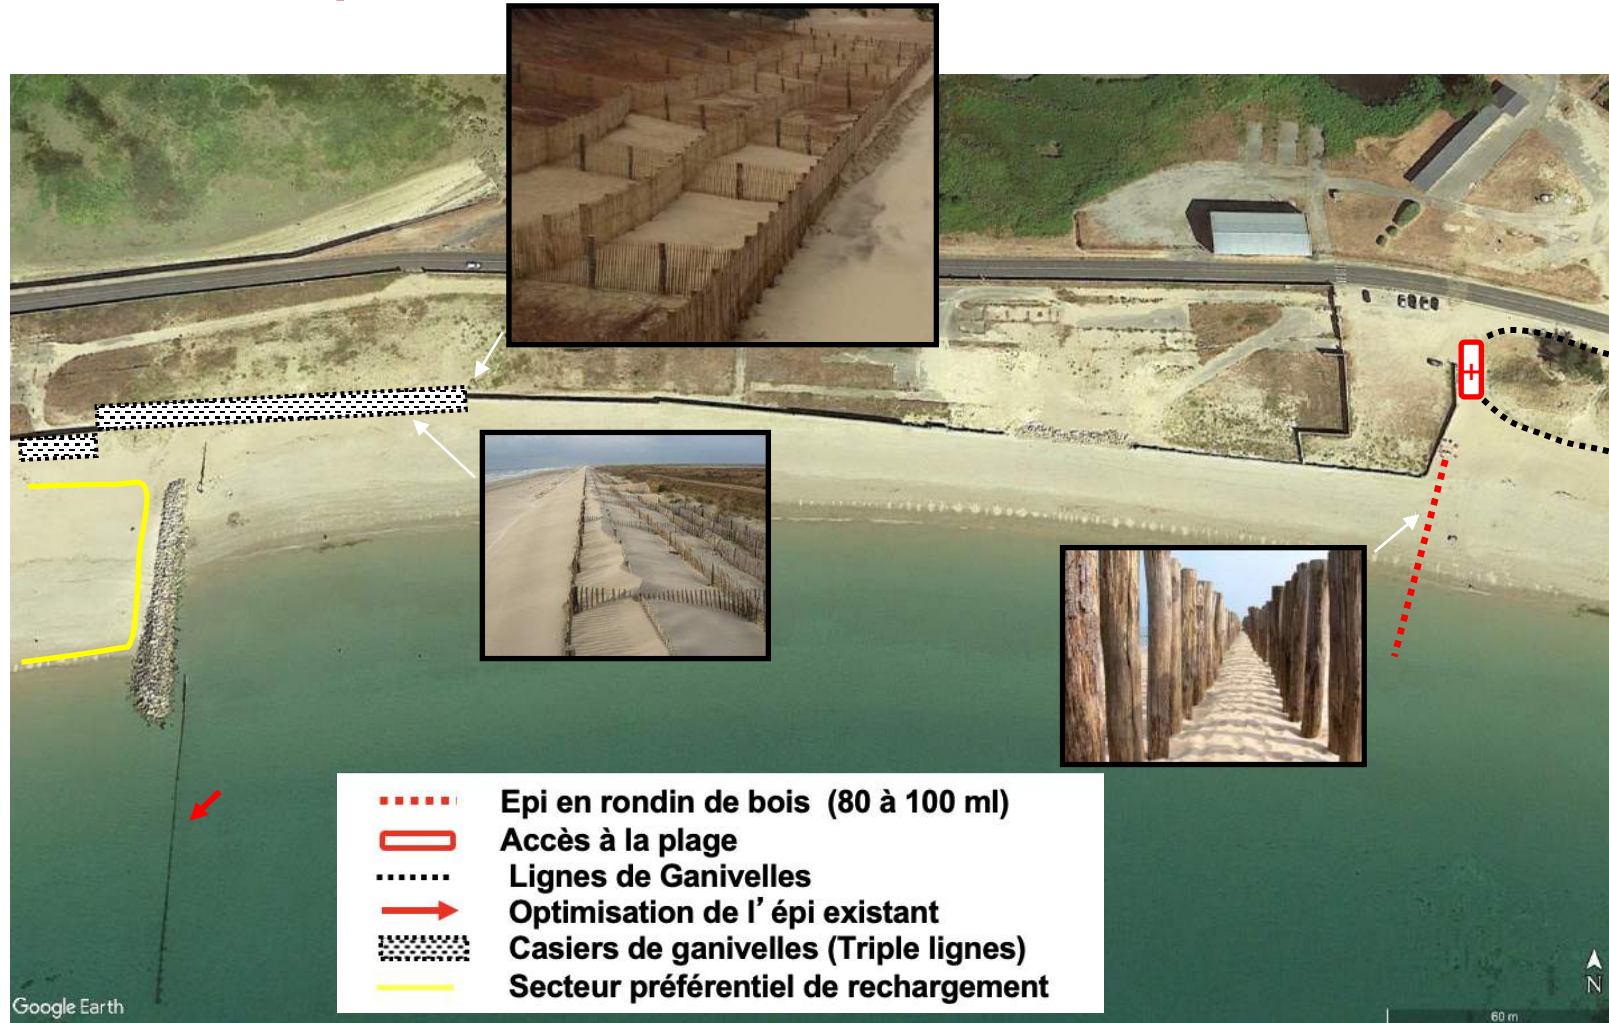 Epi en rondin de bois (80 à 100 ml)
Accès à la plage
Lignes de Ganivelles
Optimisation de l’ épi existant
Casiers de ganivelles (Triple lignes)
Secteur préférentiel de rechargement
Google Earth
N
60 m